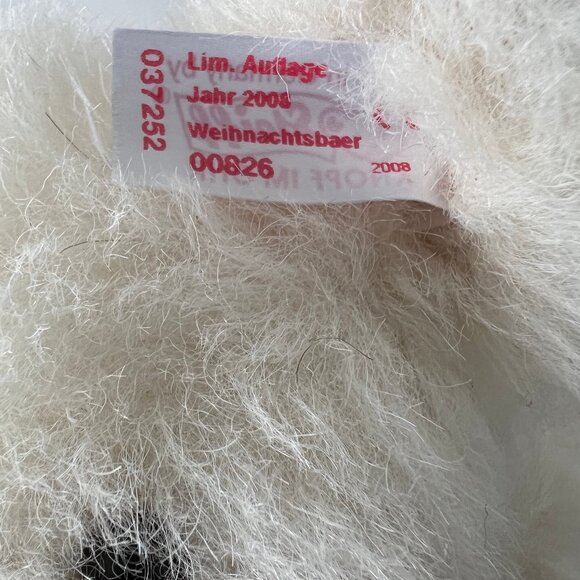 037252
Lim. Auflage
Jahr 2008
Weihnachtsbaer
00826
2008